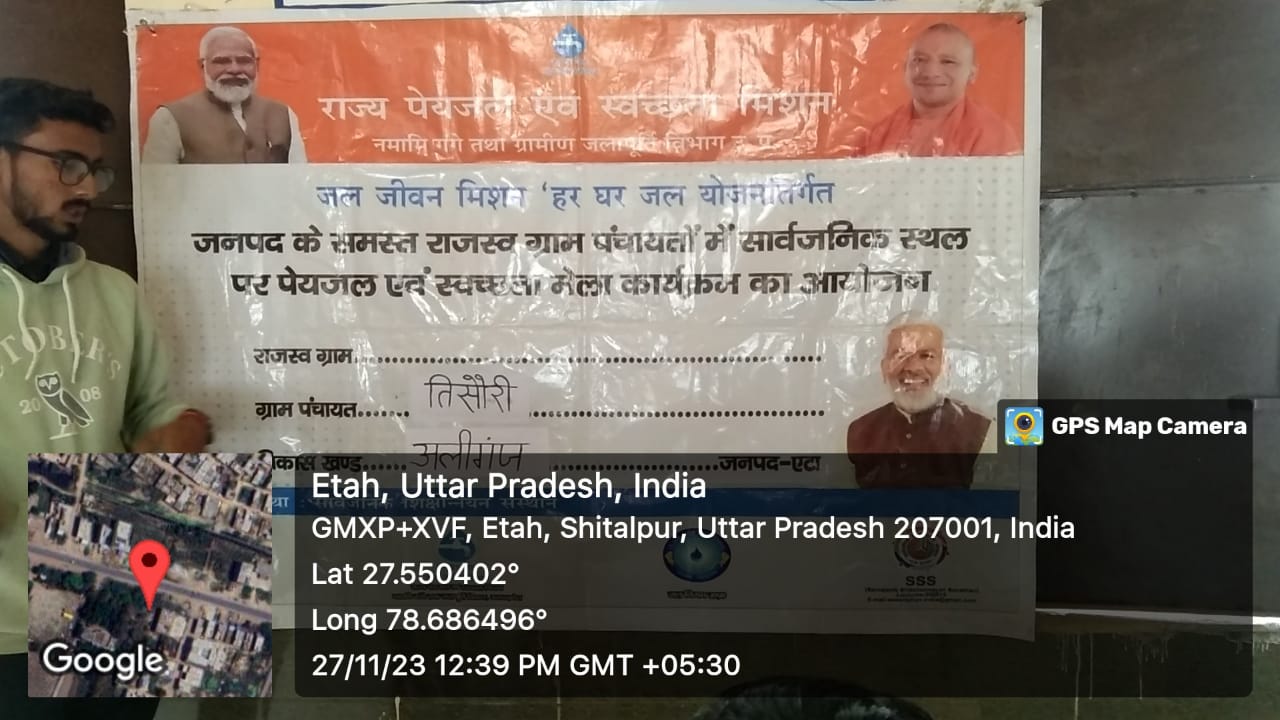 राज्य पेयजल एवं स्वच्छता मिशन
नमामि गंगे तथा ग्रामीण जलापूर्ति विभाग उ. प्र.
जल जीवन मिशन 'हर घर जल योजनांतर्गत
जनपद के समस्त राजस्व ग्राम पंचायतों में सार्वजनिक स्थल
पर पेयजल एवं स्वच्छता मेला कार्यक्रम का आयोजन
राजस्व ग्राम
ग्राम पंचायत...... तिसौरी
विकास खण्ड..... अलीगंज ...................जनपद-एटा
OCTOBER'S
2008
GPS Map Camera
Etah, Uttar Pradesh, India
GMXP+XVF, Etah, Shitalpur, Uttar Pradesh 207001, India
Lat 27.550402°
Long 78.686496°
27/11/23 12:39 PM GMT +05:30
Google
SSS